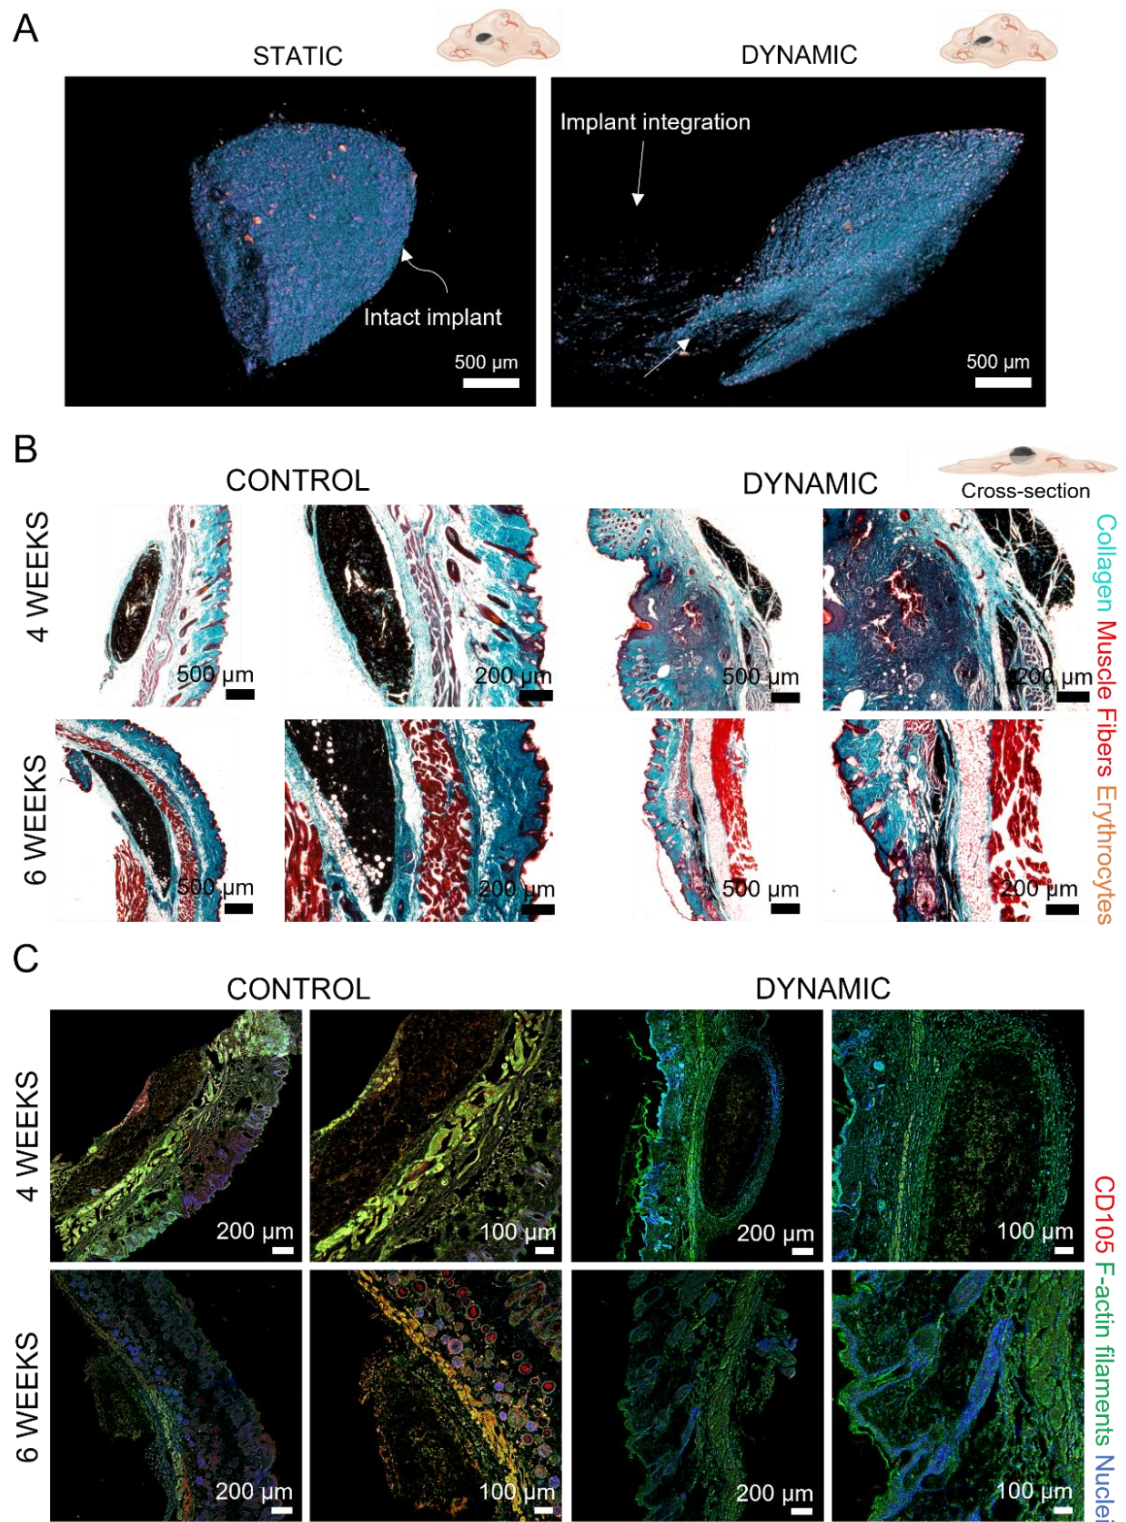 A
STATIC
DYNAMIC
Implant integration
Intact implant
500 µm
500 µm
B
CONTROL
DYNAMIC
Cross-section
4 WEEKS
500 µm
200 µm
500 µm
200 µm
6 WEEKS
500 µm
200 µm
500 µm
200 µm
Collagen Muscle Fibers Erythrocytes
C
CONTROL
DYNAMIC
4 WEEKS
200 µm
100 µm
200 µm
100 µm
6 WEEKS
200 µm
100 µm
200 µm
100 µm
CD105 F-actin filaments Nuclei